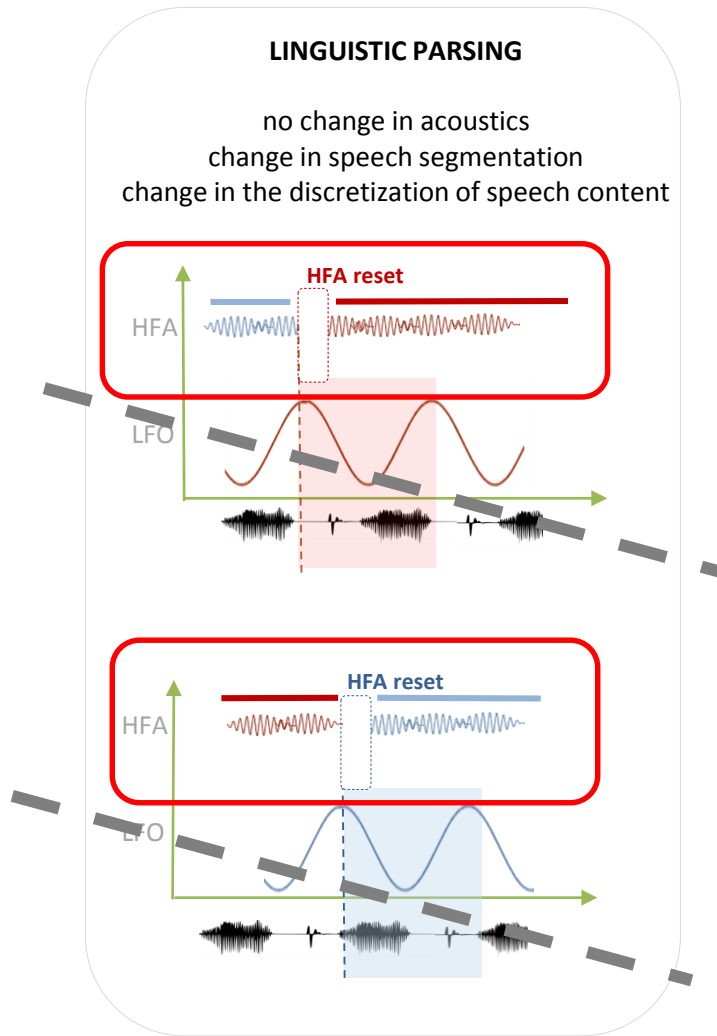 LINGUISTIC PARSING
no change in acoustics
change in speech segmentation
change in the discretization of speech content
HFA reset
HFA
LFO
HFA reset
HFA
LFO